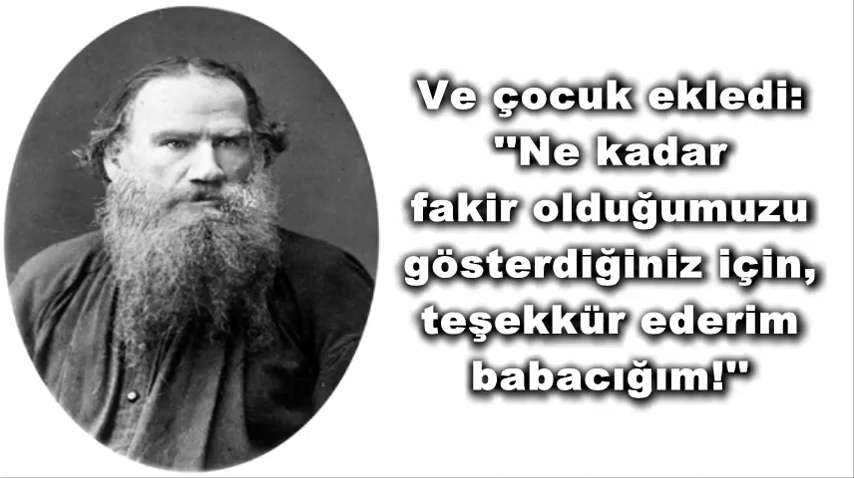 Ve çocuk ekledi:
"Ne kadar
fakir olduğumuzu
gösterdiğiniz için,
teşekkür ederim
babacığım!"